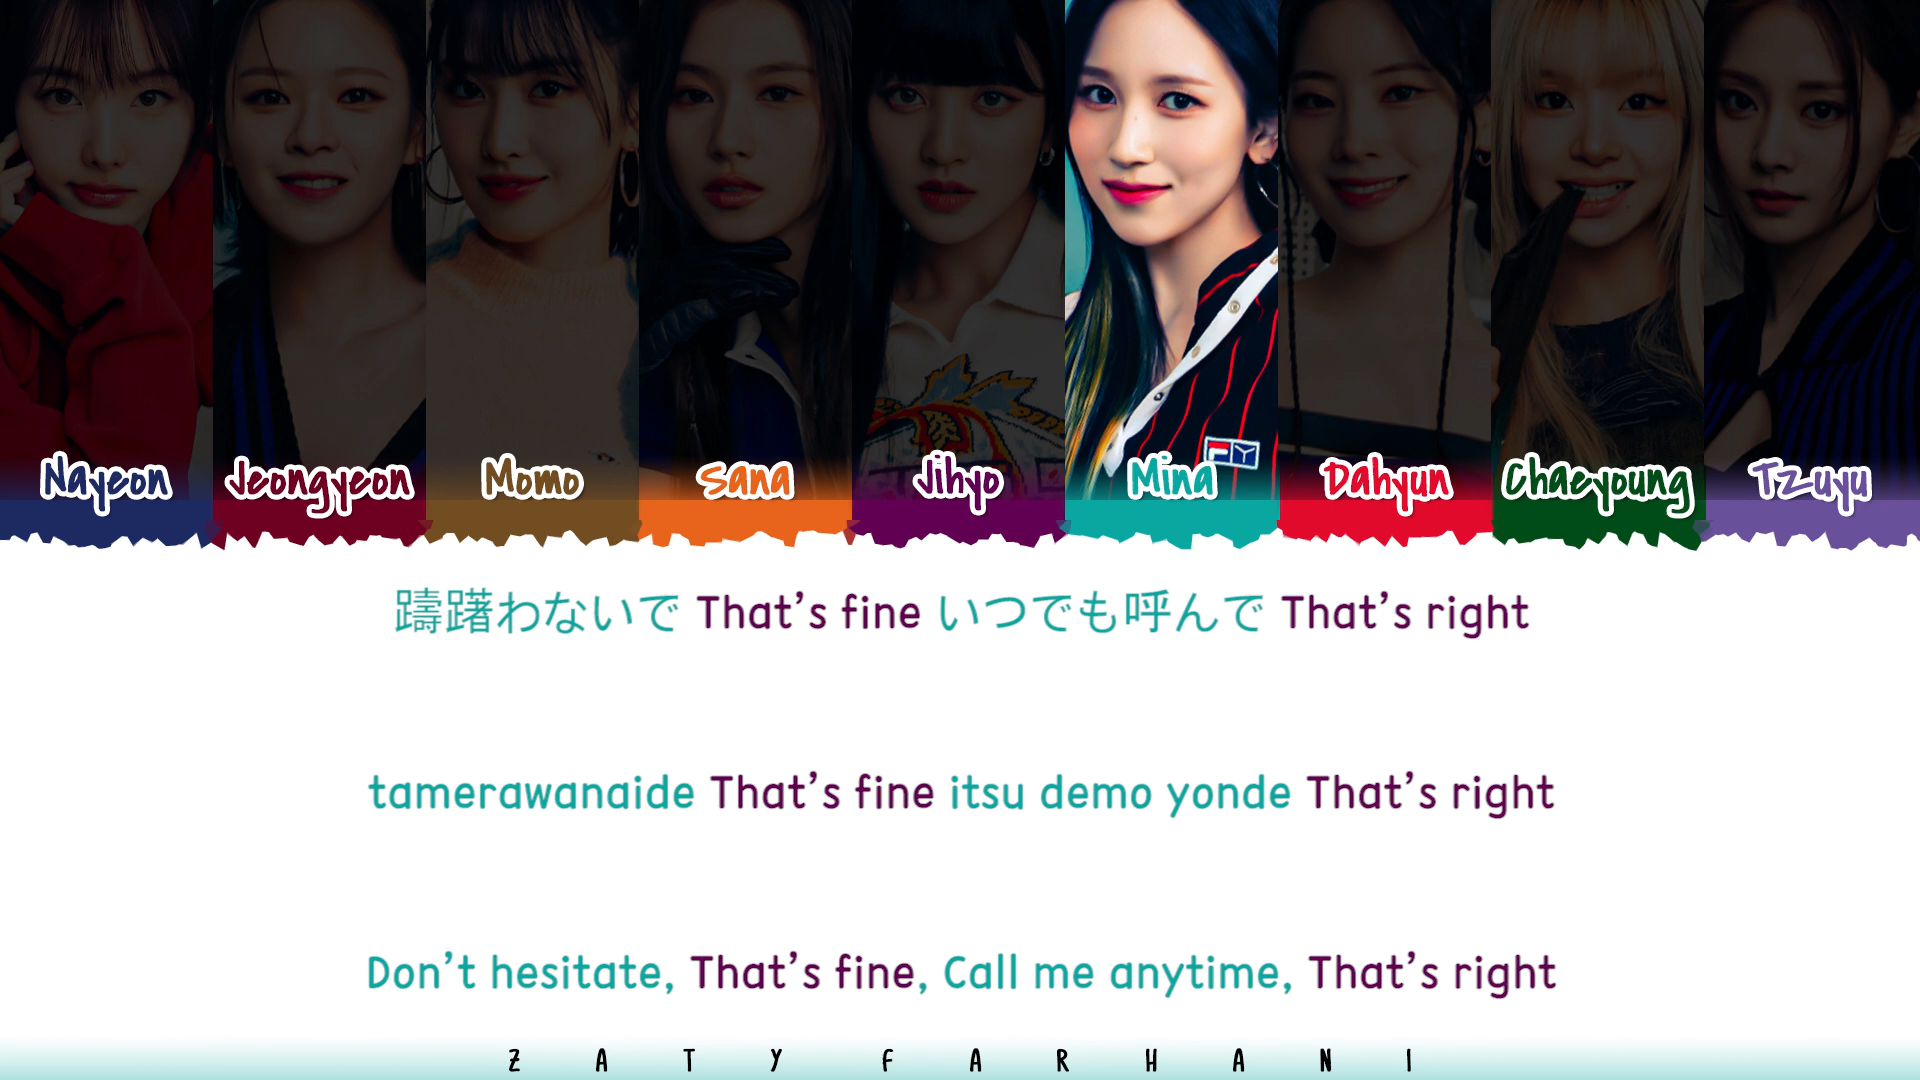 Nayeon Jeongyeon Momo Sana Jihyo Mina Dahyun Chaeyoung Tzuyu
躊躇わないで That's fine いつでも呼んで That's right
tamerawanaide That's fine itsu demo yonde That's right
Don't hesitate, That's fine, Call me anytime, That's right
ZATY FARHANI